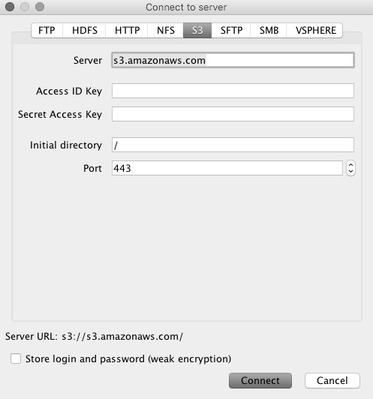 Connect to server
FTP HDFS HTTP NFS S3 SFTP SMB VSPHERE
Server s3.amazonaws.com
Access ID Key
Secret Access Key
Initial directory /
Port 443
Server URL: s3://s3.amazonaws.com/
Store login and password (weak encryption)
Connect Cancel